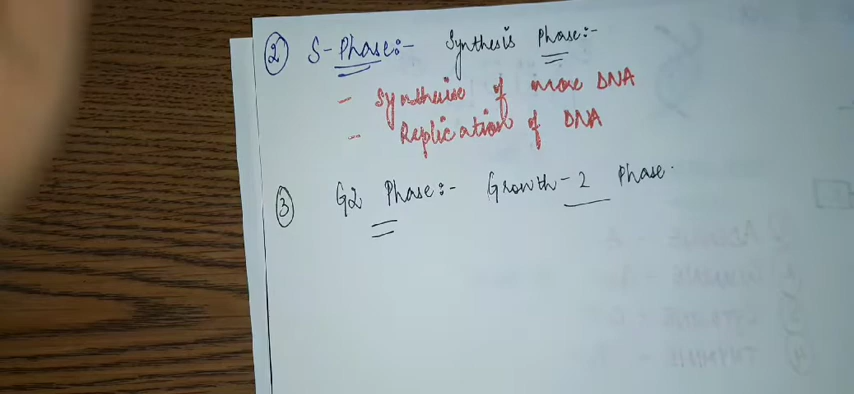 ② S-Phase:- Synthesis Phase:-
- Synthesise of more DNA
- Replication of DNA
③ G2 Phase:- Growth-2 Phase.